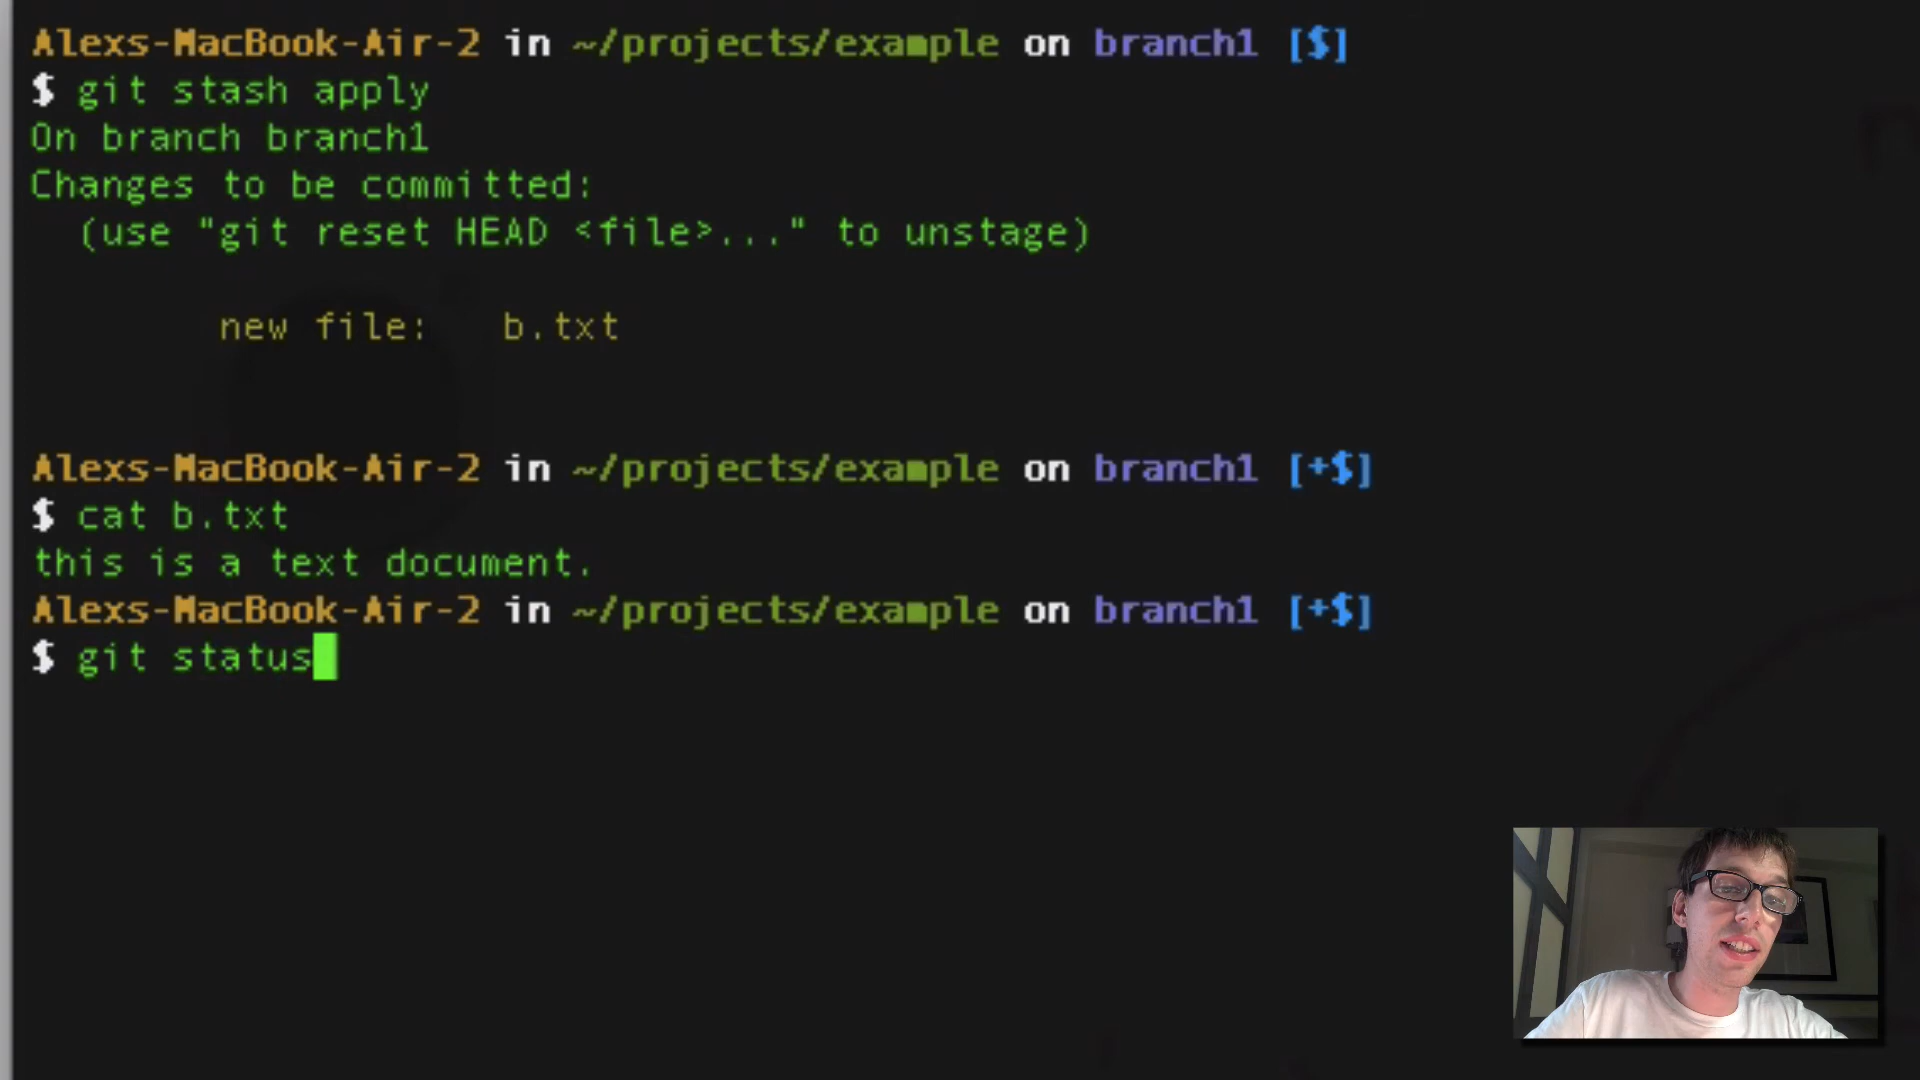 Alexs-MacBook-Air-2 in ~/projects/example on branch1 [$]
$ git stash apply
On branch branch1
Changes to be committed:
  (use "git reset HEAD <file>..." to unstage)
new file:   b.txt
Alexs-MacBook-Air-2 in ~/projects/example on branch1 [+$]
$ cat b.txt
this is a text document.
Alexs-MacBook-Air-2 in ~/projects/example on branch1 [+$]
$ git status